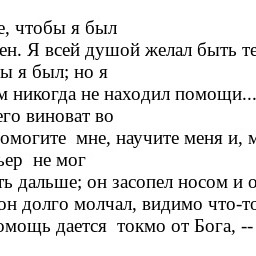 е, чтобы я был
ен. Я всей душой желал быть те
ы я был; но я
м никогда не находил помощи...
его виноват во
омогите мне, научите меня и, м
ьер не мог
ть дальше; он засопел носом и о
он долго молчал, видимо что-то
омощь дается токмо от Бога, --